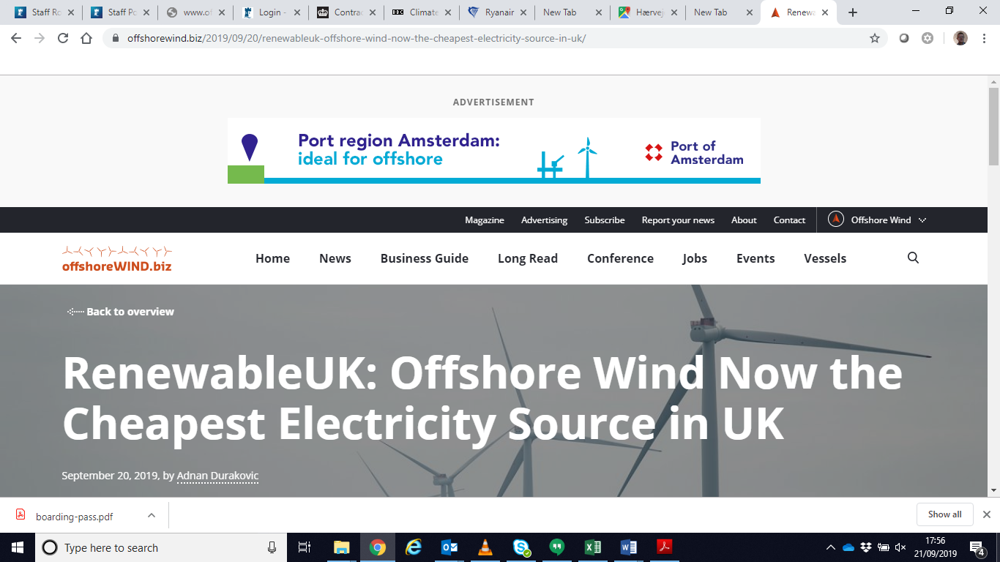 Staff Ro
Staff Po
www.of
Login -
Contrac
BBC
Climate
Ryanair
New Tab
Hærvej
New Tab
Renewa
offshorewind.biz/2019/09/20/renewableuk-offshore-wind-now-the-cheapest-electricity-source-in-uk/
ADVERTISEMENT
Port region Amsterdam:
ideal for offshore
Port of
Amsterdam
Magazine Advertising Subscribe Report your news About Contact Offshore Wind
offshoreWIND.biz
Home News Business Guide Long Read Conference Jobs Events Vessels
Back to overview
RenewableUK: Offshore Wind Now the
Cheapest Electricity Source in UK
September 20, 2019, by Adnan Durakovic
boarding-pass.pdf
Show all
Type here to search
17:56
21/09/2019
4